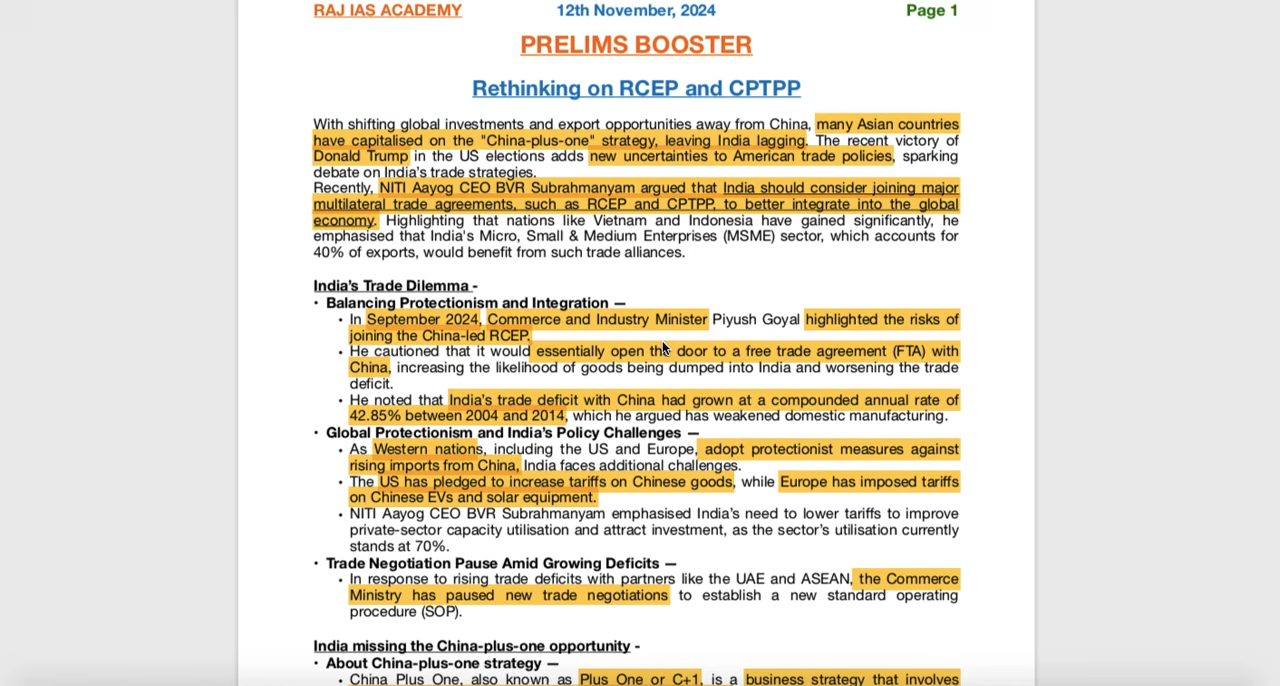 RAJ IAS ACADEMY 12th November, 2024 Page 1
PRELIMS BOOSTER
Rethinking on RCEP and CPTPP
With shifting global investments and export opportunities away from China, many Asian countries
have capitalised on the "China-plus-one" strategy, leaving India lagging. The recent victory of
Donald Trump in the US elections adds new uncertainties to American trade policies, sparking
debate on India's trade strategies.
Recently, NITI Aayog CEO BVR Subrahmanyam argued that India should consider joining major
multilateral trade agreements, such as RCEP and CPTPP, to better integrate into the global
economy. Highlighting that nations like Vietnam and Indonesia have gained significantly, he
emphasised that India's Micro, Small & Medium Enterprises (MSME) sector, which accounts for
40% of exports, would benefit from such trade alliances.
India's Trade Dilemma -
• Balancing Protectionism and Integration —
• In September 2024, Commerce and Industry Minister Piyush Goyal highlighted the risks of
joining the China-led RCEP.
• He cautioned that it would essentially open the door to a free trade agreement (FTA) with
China, increasing the likelihood of goods being dumped into India and worsening the trade
deficit.
• He noted that India's trade deficit with China had grown at a compounded annual rate of
42.85% between 2004 and 2014, which he argued has weakened domestic manufacturing.
• Global Protectionism and India's Policy Challenges —
• As Western nations, including the US and Europe, adopt protectionist measures against
rising imports from China, India faces additional challenges.
• The US has pledged to increase tariffs on Chinese goods, while Europe has imposed tariffs
on Chinese EVs and solar equipment.
• NITI Aayog CEO BVR Subrahmanyam emphasised India's need to lower tariffs to improve
private-sector capacity utilisation and attract investment, as the sector's utilisation currently
stands at 70%.
• Trade Negotiation Pause Amid Growing Deficits —
• In response to rising trade deficits with partners like the UAE and ASEAN, the Commerce
Ministry has paused new trade negotiations to establish a new standard operating
procedure (SOP).
India missing the China-plus-one opportunity -
• About China-plus-one strategy —
• China Plus One, also known as Plus One or C+1, is a business strategy that involves